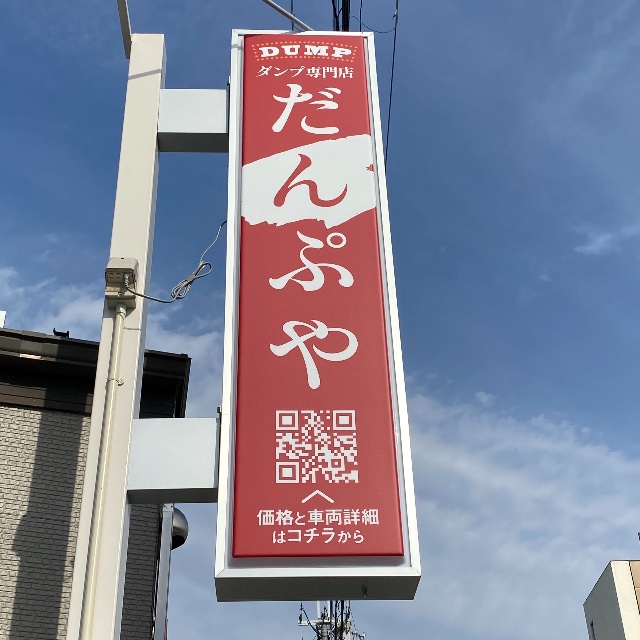 DUMP
ダンプ専門店
だんぷや
価格と車両詳細
はコチラから